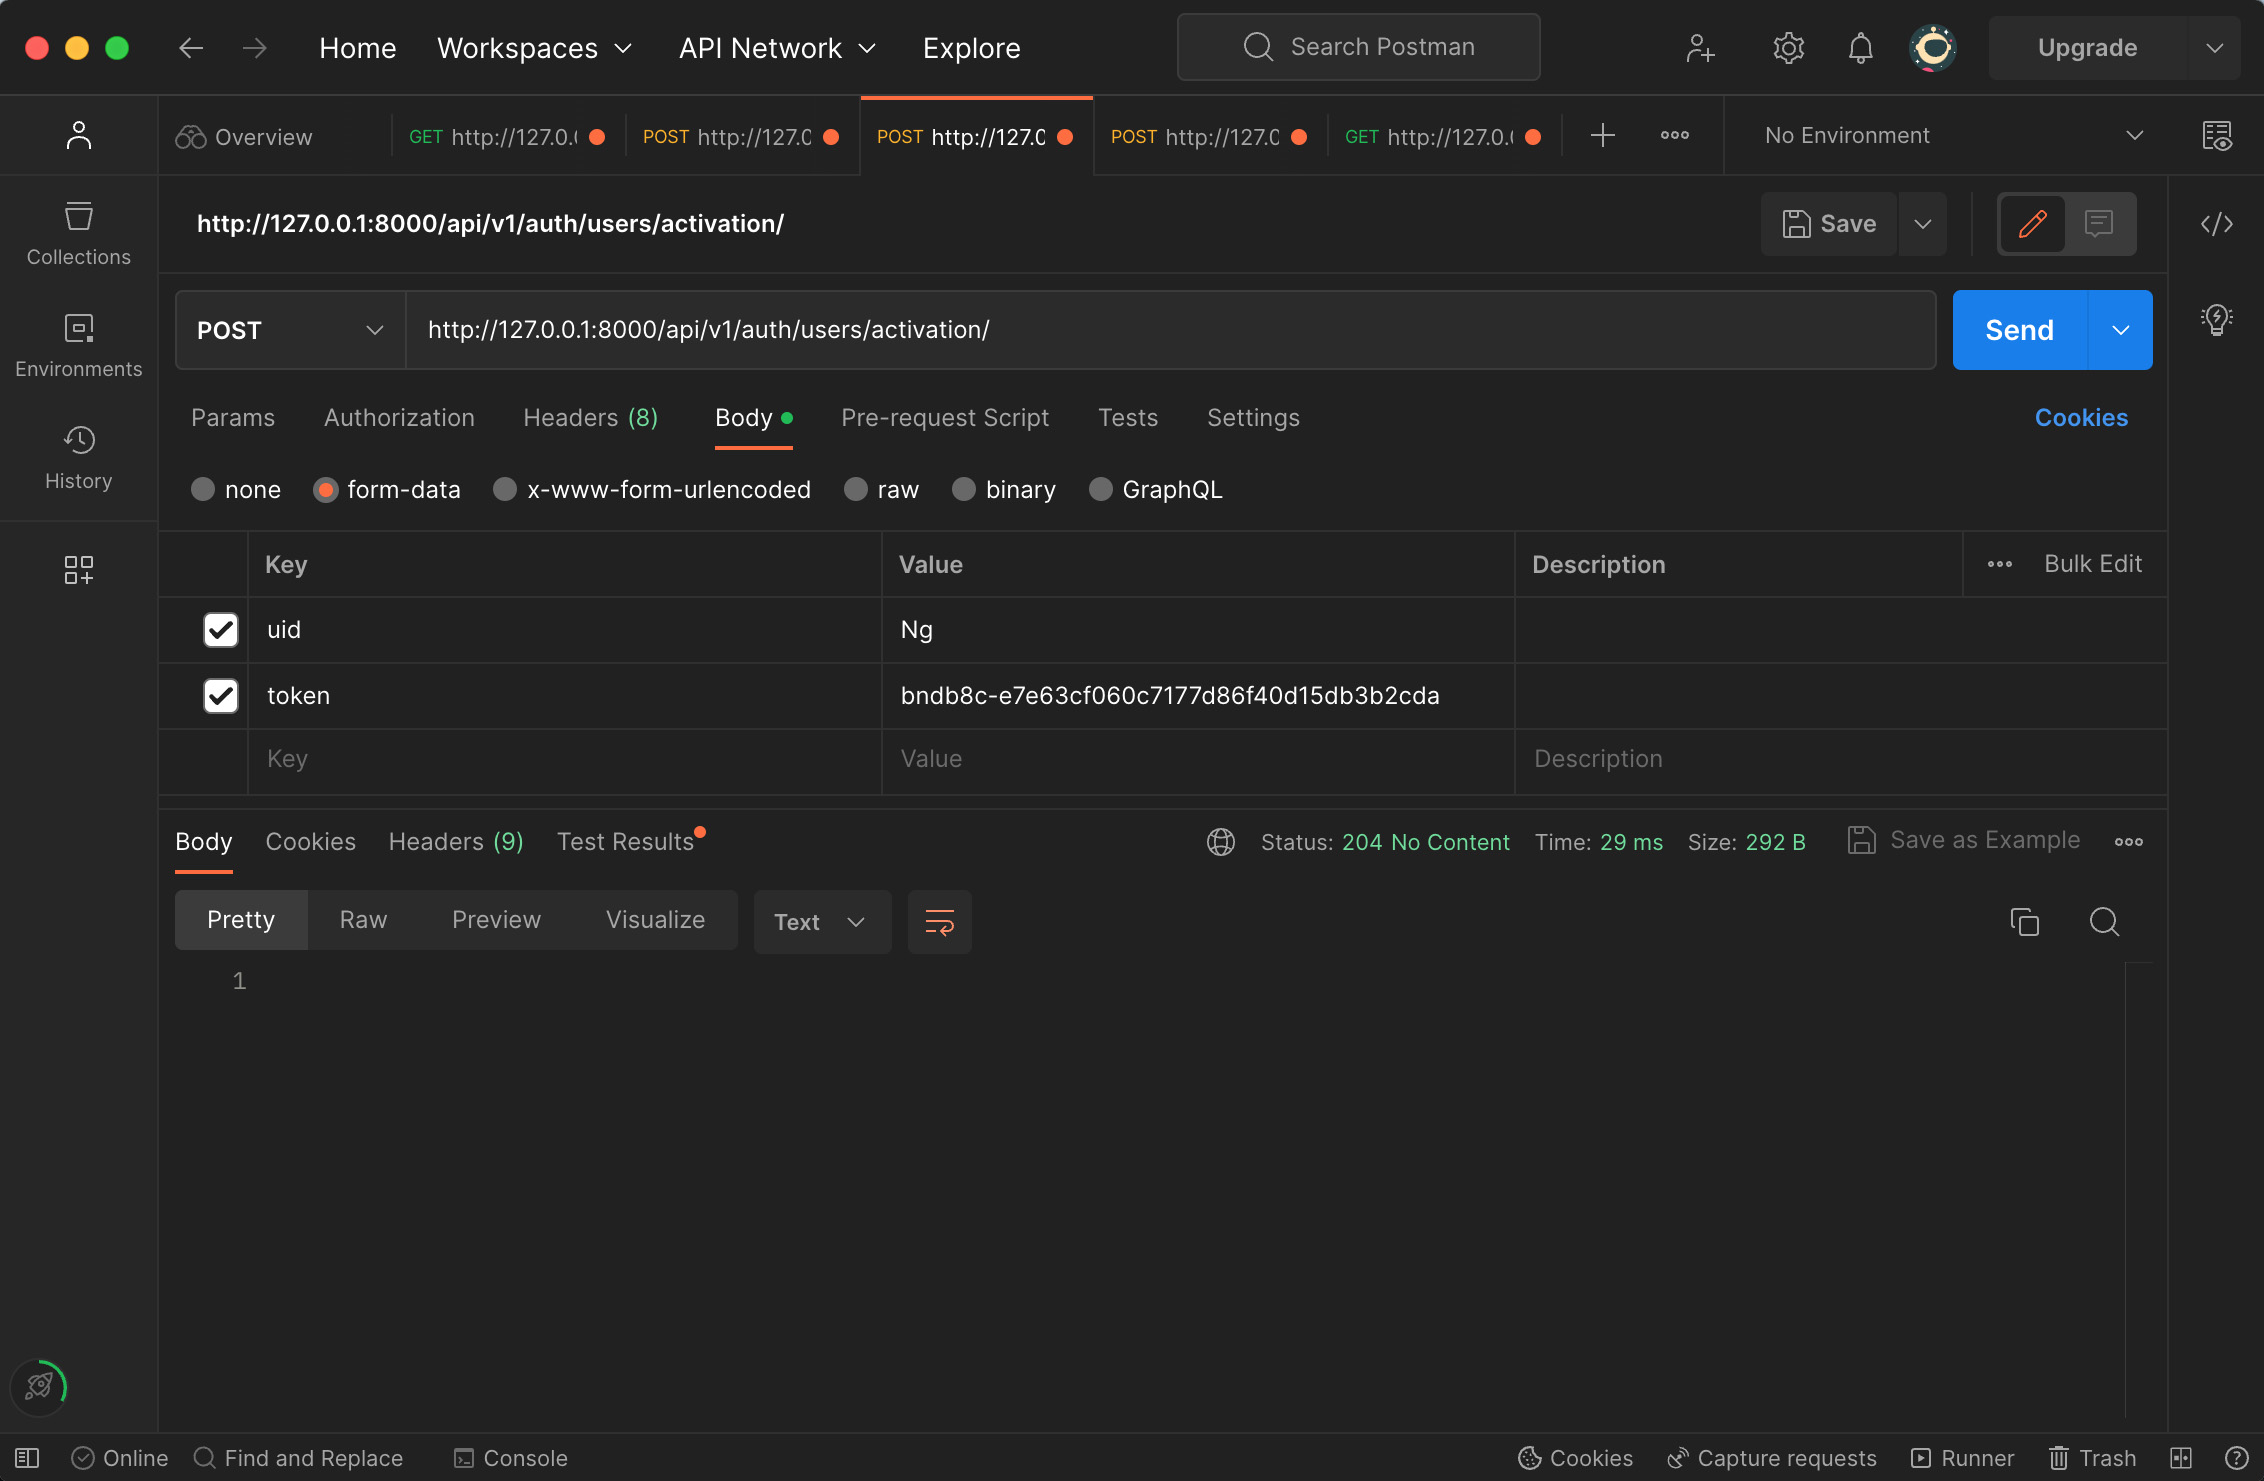 Home Workspaces API Network Explore Search Postman Upgrade
Overview GET http://127.0.( POST http://127.0 POST http://127.0 POST http://127.0 GET http://127.0.( No Environment
http://127.0.0.1:8000/api/v1/auth/users/activation/ Save
Collections
POST http://127.0.0.1:8000/api/v1/auth/users/activation/ Send
Environments
Params Authorization Headers (8) Body Pre-request Script Tests Settings Cookies
History
none form-data x-www-form-urlencoded raw binary GraphQL
Key Value Description Bulk Edit
uid Ng
token bndb8c-e7e63cf060c7177d86f40d15db3b2cda
Key Value Description
Body Cookies Headers (9) Test Results Status: 204 No Content Time: 29 ms Size: 292 B Save as Example
Pretty Raw Preview Visualize Text
1
Online Find and Replace Console Cookies Capture requests Runner Trash